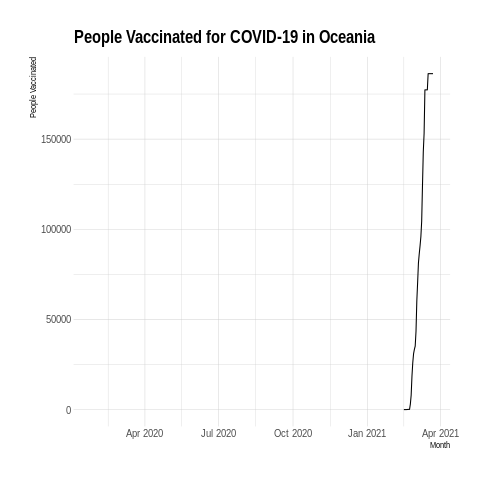 People Vaccinated for COVID-19 in Oceania
People Vaccinated
150000
100000
50000
0
Apr 2020 Jul 2020 Oct 2020 Jan 2021 Apr 2021
Month